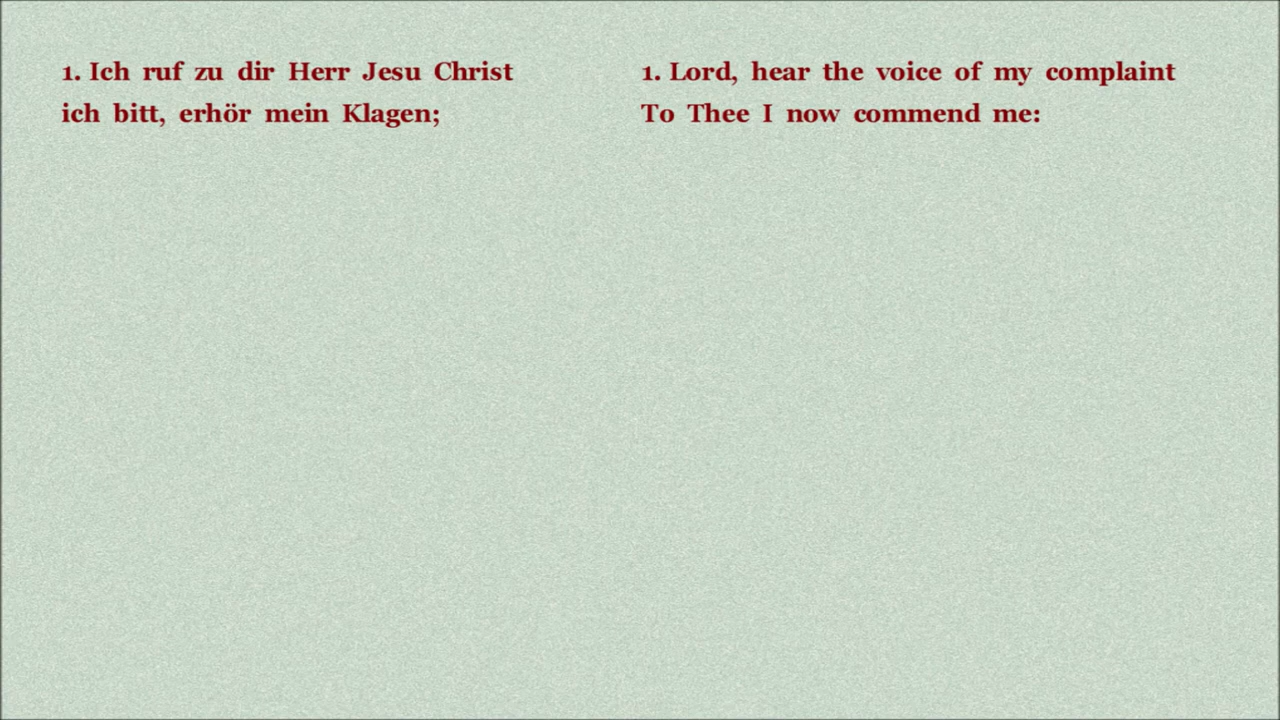 1. Ich ruf zu dir Herr Jesu Christ
ich bitt, erhör mein Klagen;
1. Lord, hear the voice of my complaint
To Thee I now commend me: